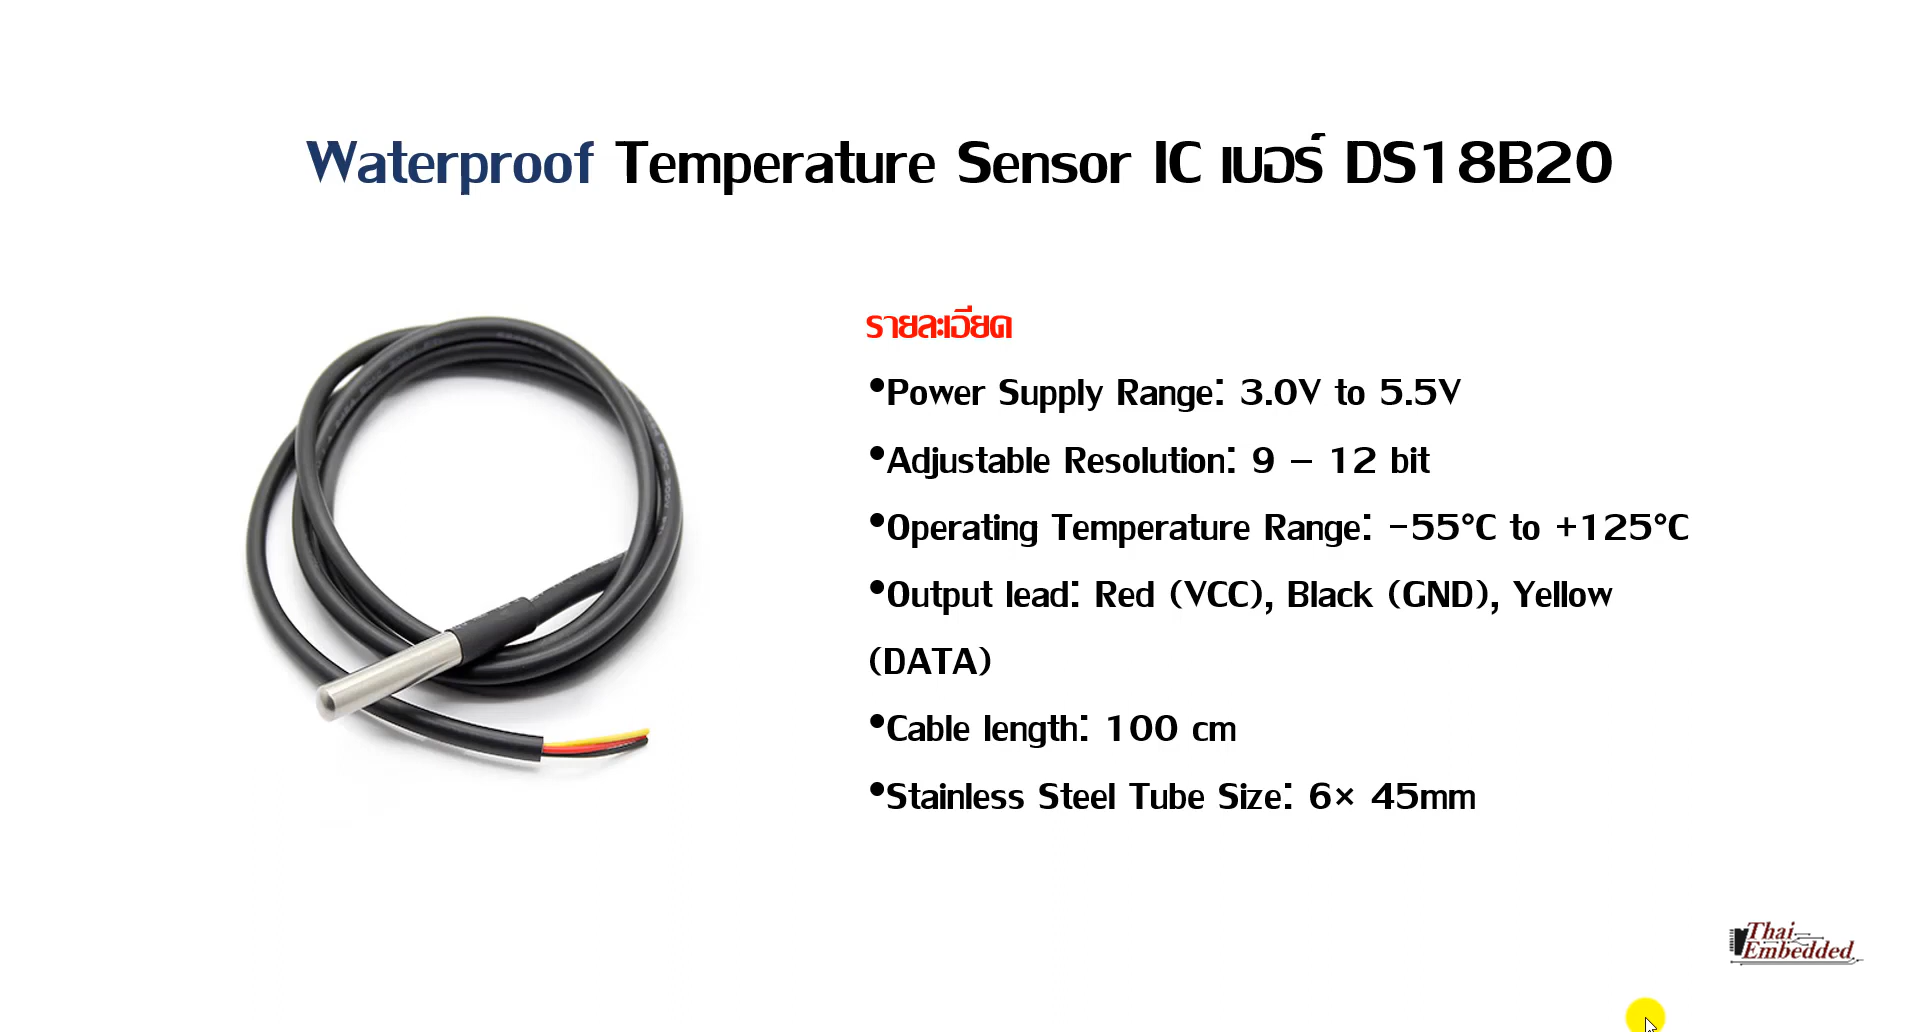 Waterproof Temperature Sensor IC เบอร์ DS18B20
รายละเอียด
•Power Supply Range: 3.0V to 5.5V
•Adjustable Resolution: 9 – 12 bit
•Operating Temperature Range: -55°C to +125°C
•Output lead: Red (VCC), Black (GND), Yellow
(DATA)
•Cable length: 100 cm
•Stainless Steel Tube Size: 6× 45mm
Thai
Embedded